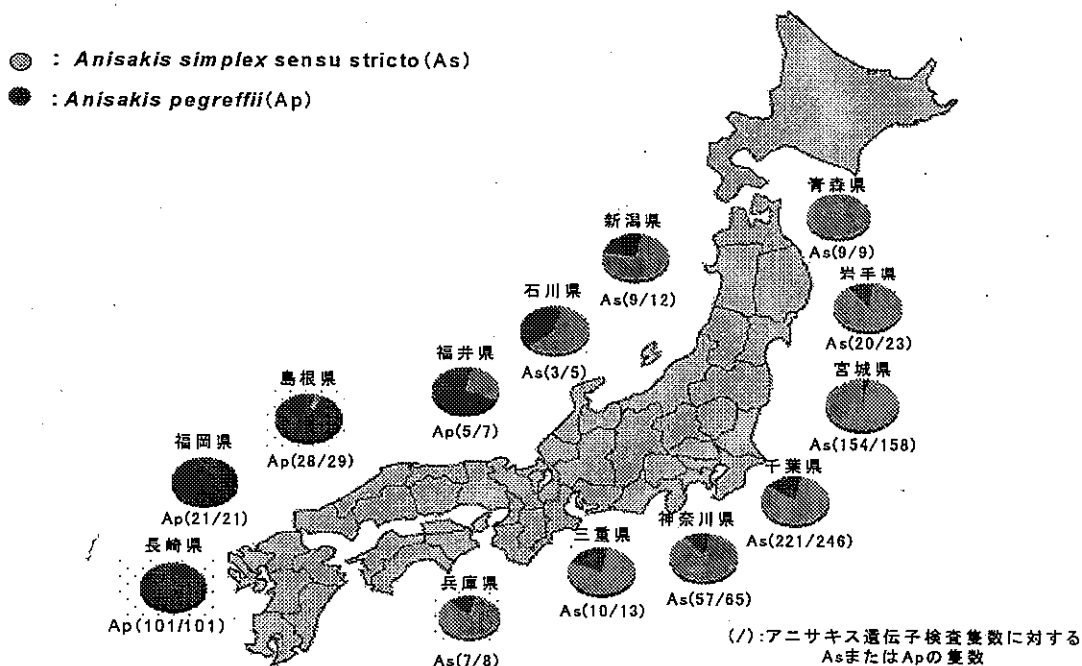 : Anisakis simplex sensu stricto(As)
: Anisakis pegreffii(Ap)
青森県
As(9/9)
新潟県
As(9/12)
岩手県
As(20/23)
石川県
As(3/5)
宮城県
As(154/158)
福井県
Ap(5/7)
島根県
Ap(28/29)
千葉県
As(221/246)
福岡県
Ap(21/21)
神奈川県
As(57/65)
三重県
As(10/13)
長崎県
Ap(101/101)
兵庫県
As(7/8)
(/):アニサキス遺伝子検査隻数に対する
AsまたはApの隻数